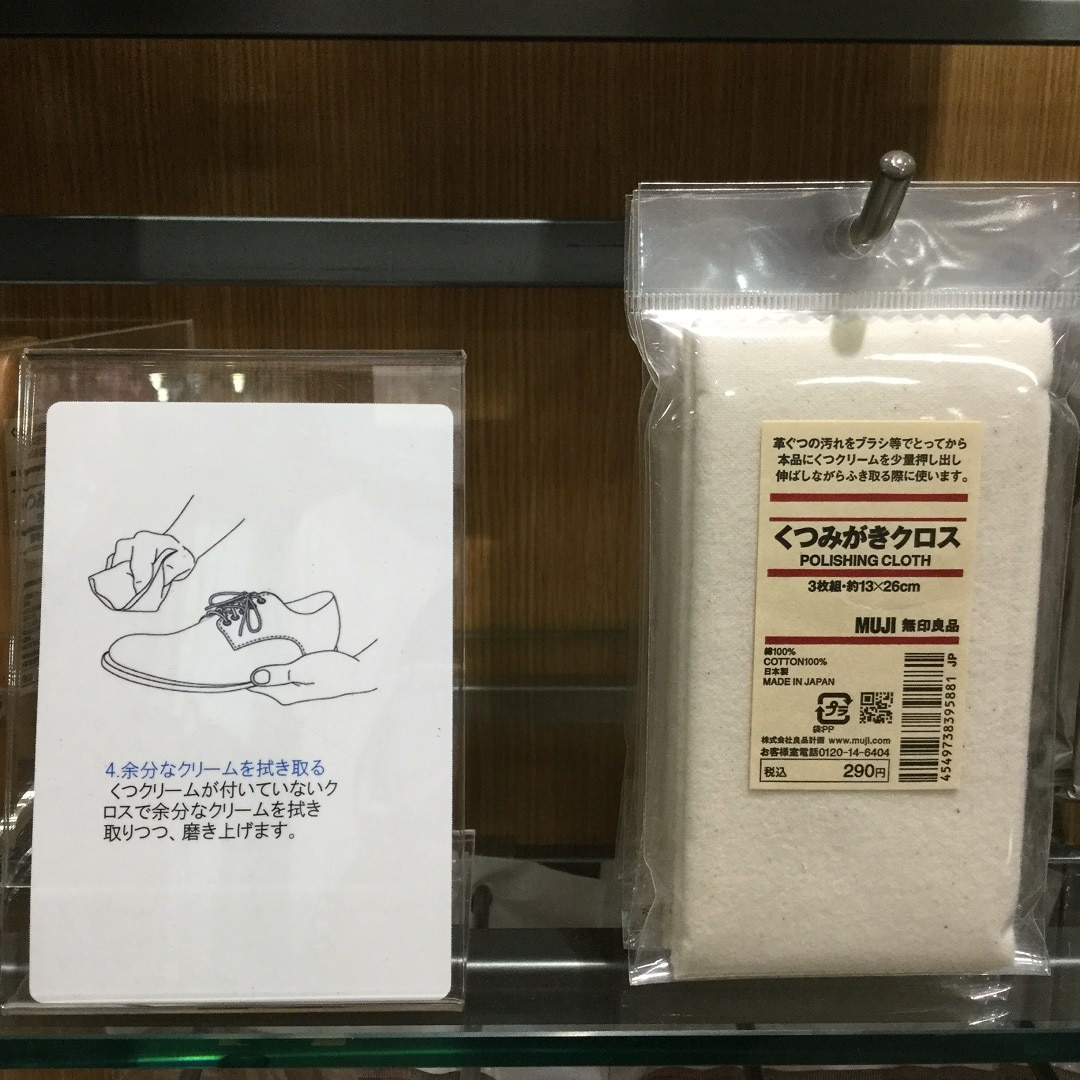 4.余分なクリームを拭き取る
くつクリームが付いていないク
ロスで余分なクリームを拭き
取りつつ、磨き上げます。
革ぐつの汚れをブラシ等でとってから
本品にくつクリームを少量押し出し
伸ばしながらふき取る際に使います。
くつみがきクロス
POLISHING CLOTH
3枚組・約13×26cm
MUJI 無印良品
綿100%
COTTON100%
日本製
MADE IN JAPAN
プラ
袋:PP
株式会社良品計画 www.muji.com
お客様室電話0120-14-6404
税込 290円
4549738395881 JP